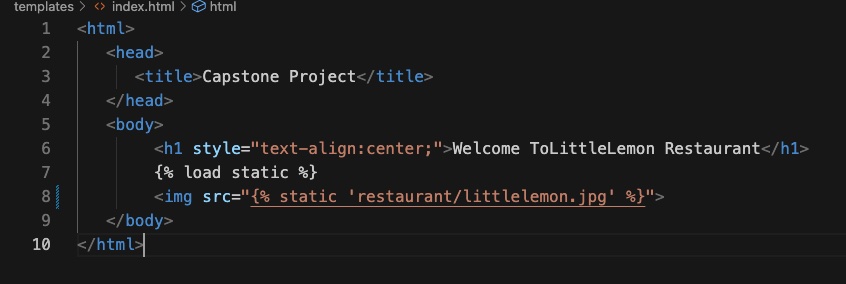 templates > <> index.html > html
1 <html>
2 <head>
3 <title>Capstone Project</title>
4 </head>
5 <body>
6 <h1 style="text-align:center;">Welcome ToLittleLemon Restaurant</h1>
7 {% load static %}
8 <img src="{% static 'restaurant/littlelemon.jpg' %}">
9 </body>
10 </html>